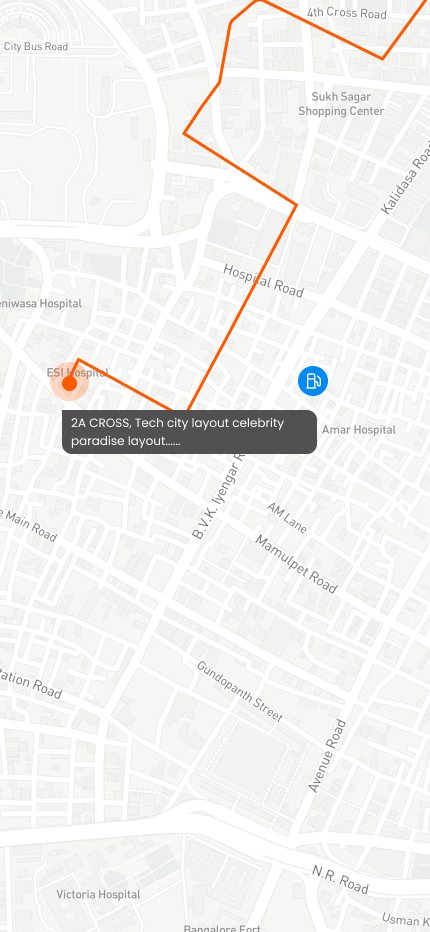 4th Cross Road
City Bus Road
Sukh Sagar
Shopping Center
Kalidasa Road
Hospital Road
eniwasa Hospital
ESI Hospital
2A CROSS, Tech city layout celebrity
paradise layout......
Amar Hospital
B.V.K. Iyengar R
AM Lane
e Main Road
Mamulpet Road
Gundopanth Street
tation Road
Avenue Road
N.R. Road
Victoria Hospital
Usman K
Bangalore Fort